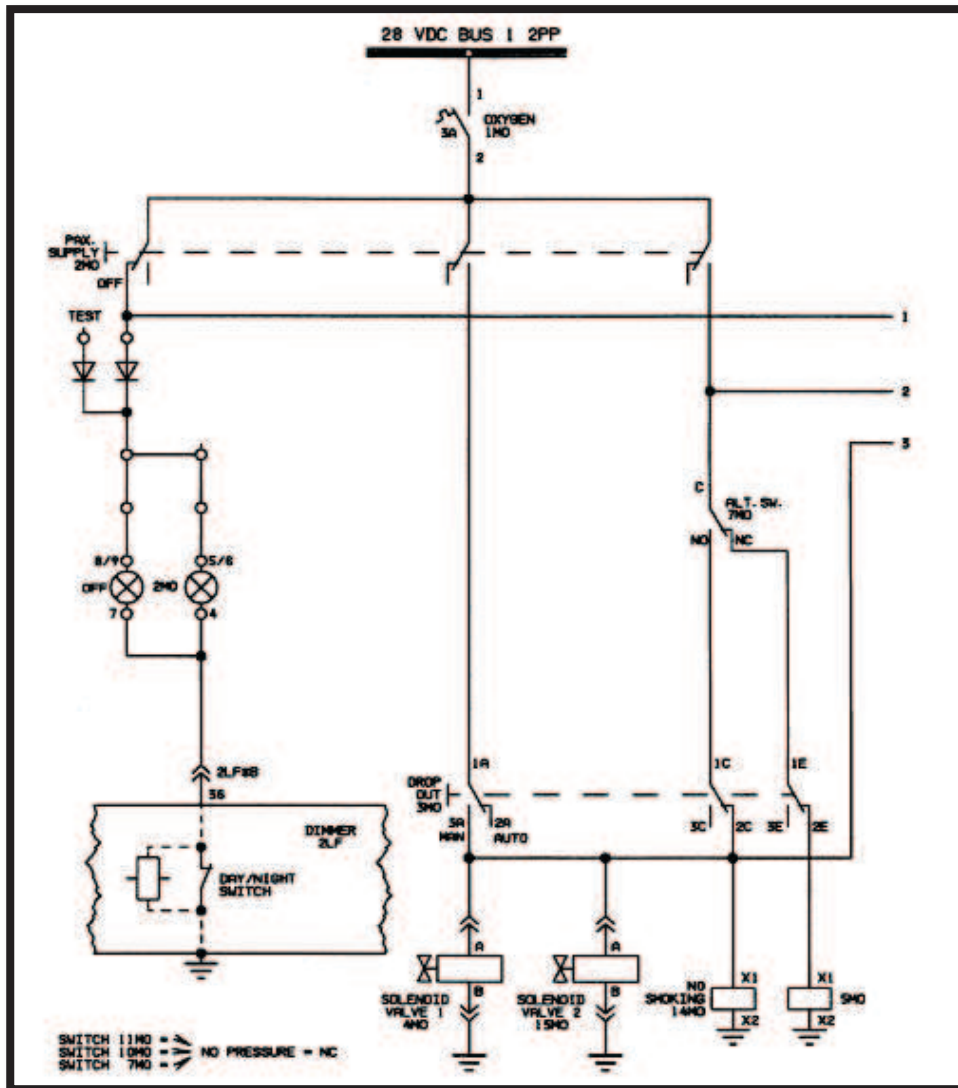 28 VDC BUS 1 2PP
1
OXYGEN
3A 1MO
2
PAX.
SUPPLY
2MO
OFF
TEST
1
2
3
C
ALT. SW.
7MO
NO NC
8/9 5/6
OFF 2MO
7 4
2LF*B
36
DIMMER
2LF
DAY/NIGHT
SWITCH
1A 1C 1E
DROP
OUT
3MO
3A 2A 3C 2C 3E 2E
MAN AUTO
A A
B B
SOLENOID
VALVE 1
4MO
SOLENOID
VALVE 2
15MO
X1 X1
NO
SMOKING
14MO
5MO
X2 X2
SWITCH 11MO =
SWITCH 10MO = NO PRESSURE = NC
SWITCH 7MO =